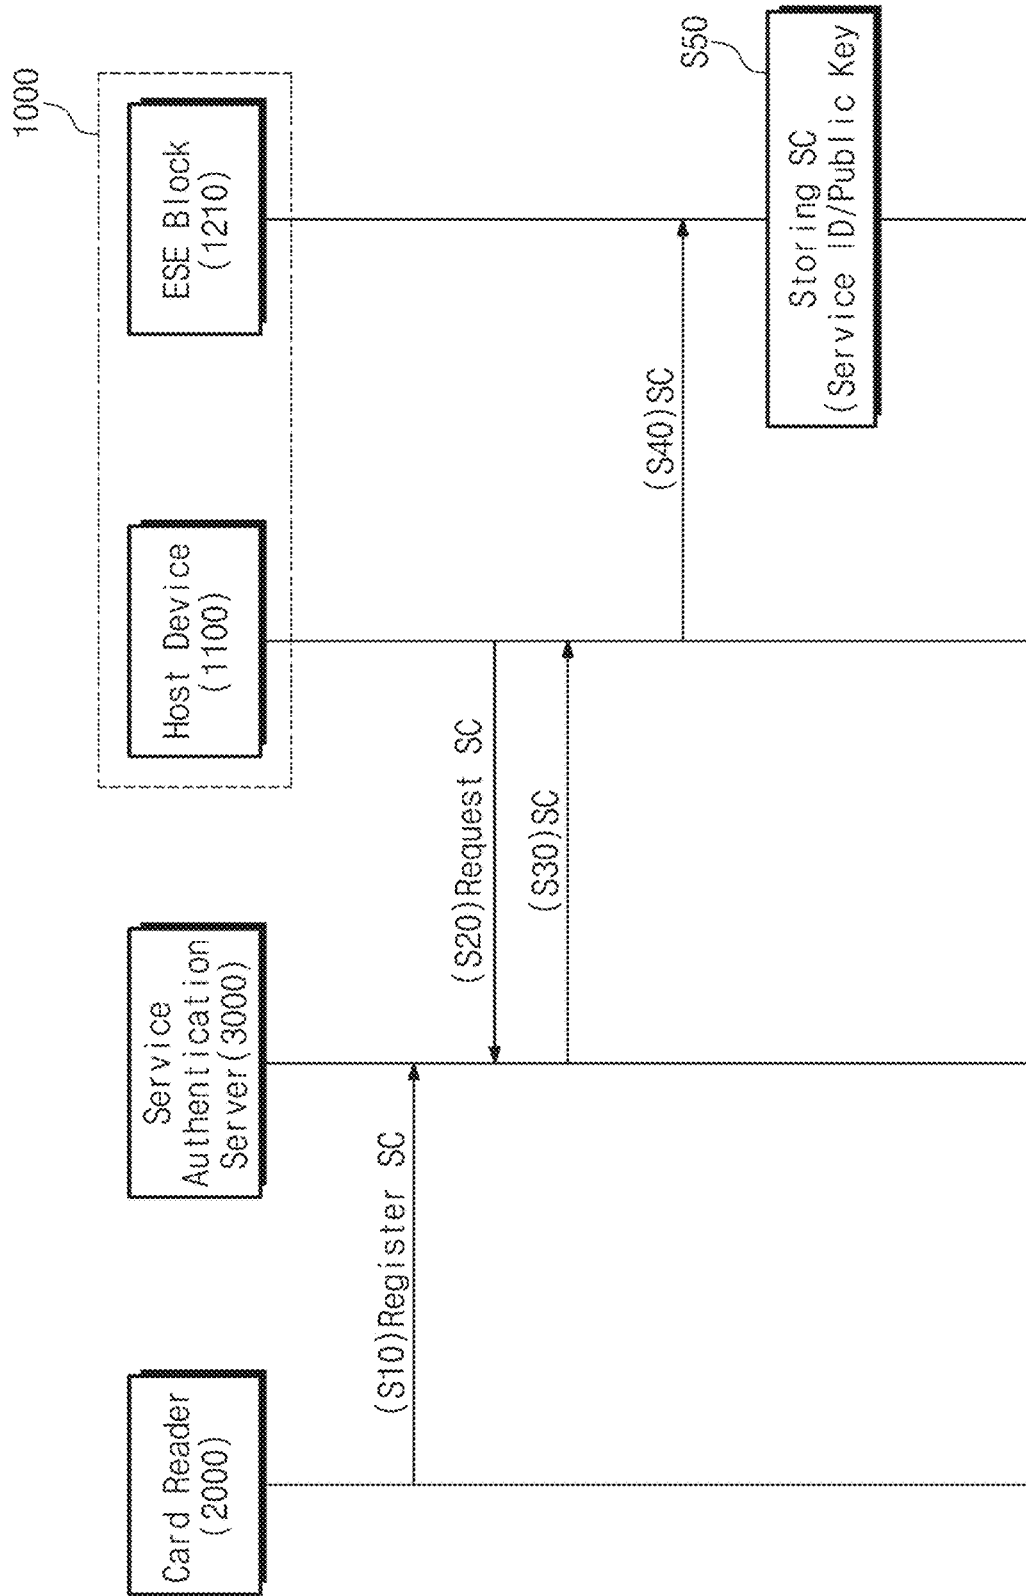 1000
Card Reader
(2000)
Service
Authentication
Server(3000)
Host Device
(1100)
ESE Block
(1210)
(S10)Register SC
(S20)Request SC
(S30)SC
(S40)SC
S50
Storing SC
(Service ID/Public Key